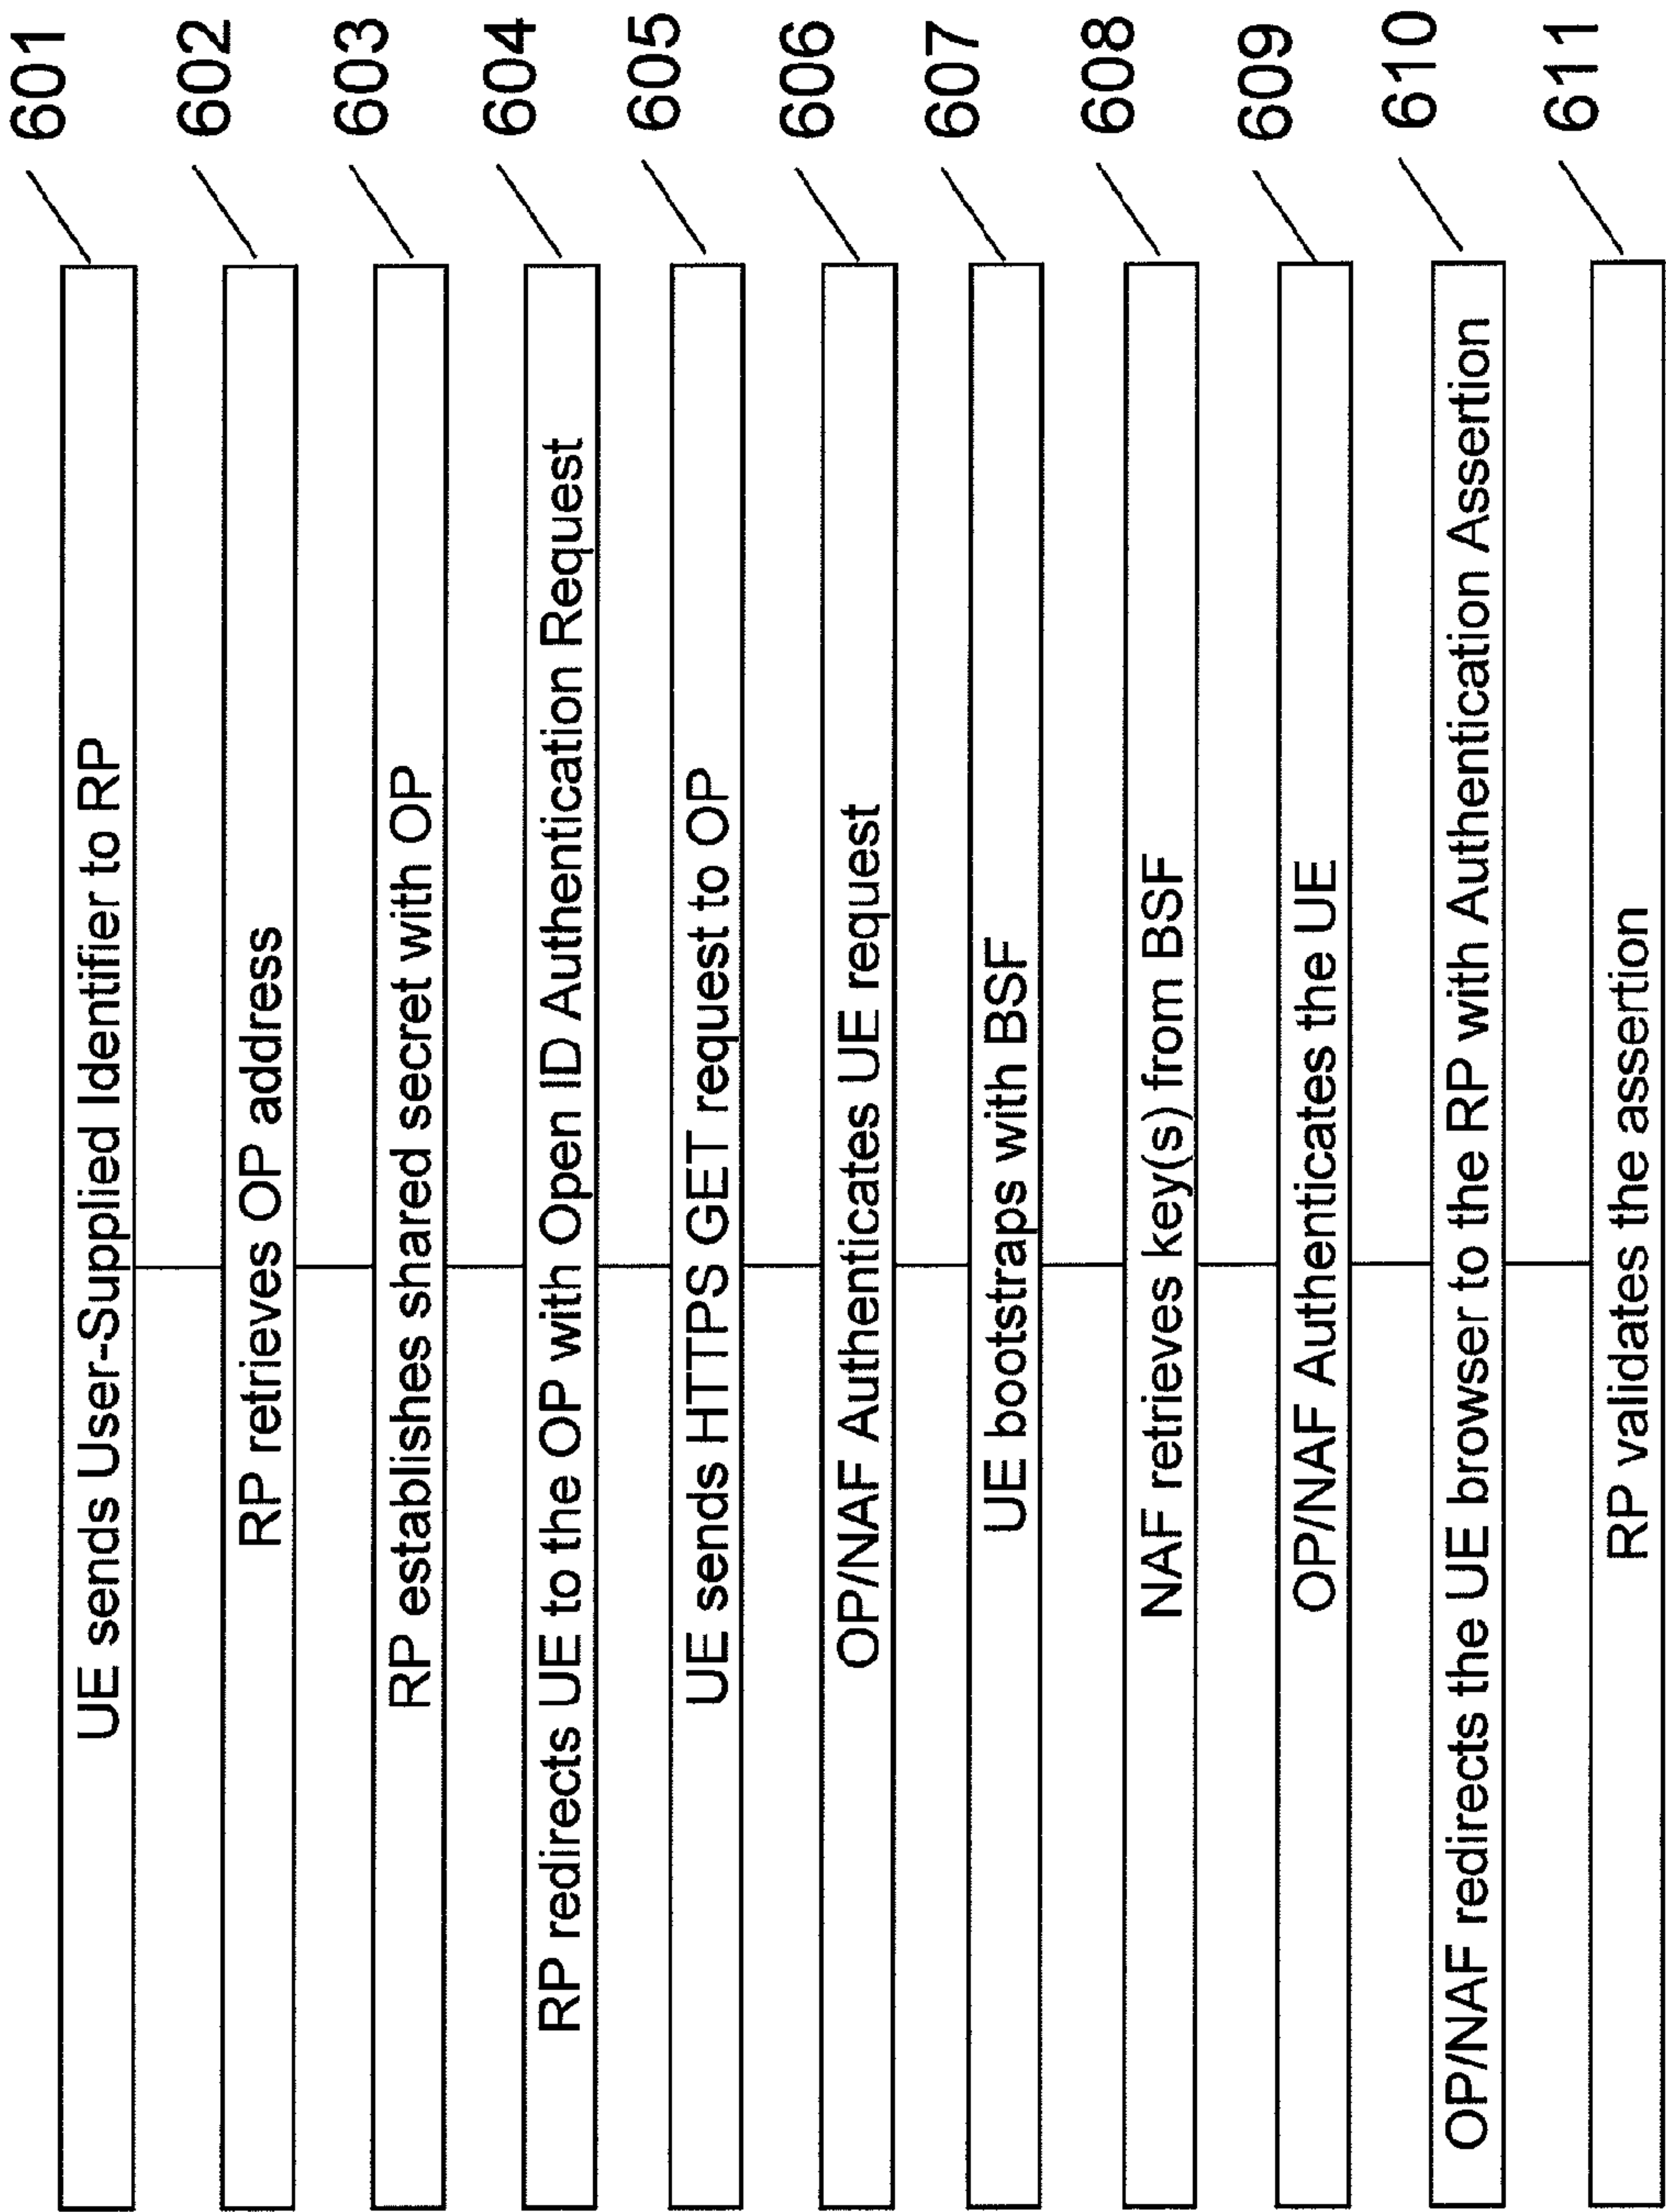 601
UE sends User-Supplied Identifier to RP
602
RP retrieves OP address
603
RP establishes shared secret with OP
604
RP redirects UE to the OP with Open ID Authentication Request
605
UE sends HTTPS GET request to OP
606
OP/NAF Authenticates UE request
607
UE bootstraps with BSF
608
NAF retrieves key(s) from BSF
609
OP/NAF Authenticates the UE
610
OP/NAF redirects the UE browser to the RP with Authentication Assertion
611
RP validates the assertion